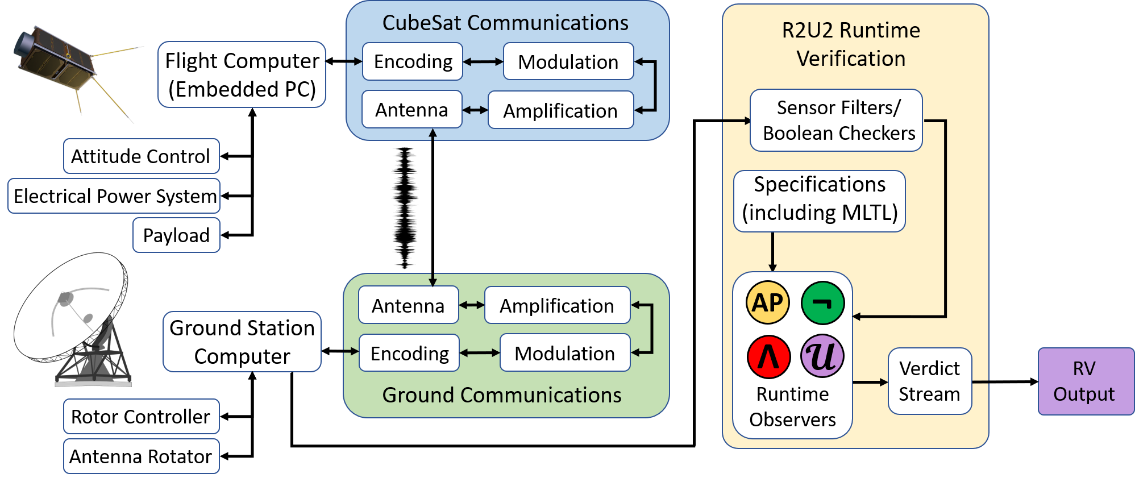 CubeSat Communications
Flight Computer
(Embedded PC)
Encoding
Modulation
Antenna
Amplification
Attitude Control
Electrical Power System
Payload
Antenna
Amplification
Encoding
Modulation
Ground Communications
Ground Station
Computer
Rotor Controller
Antenna Rotator
R2U2 Runtime
Verification
Sensor Filters/
Boolean Checkers
Specifications
(including MLTL)
AP
¬
Λ
U
Runtime
Observers
Verdict
Stream
RV
Output